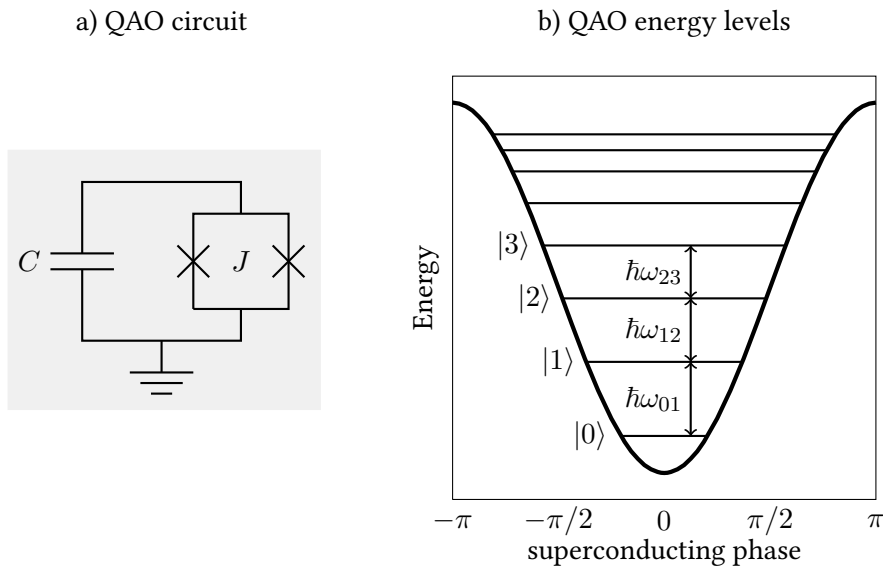 a) QAO circuit
C
J
b) QAO energy levels
Energy
|3⟩
ħω₂₃
|2⟩
ħω₁₂
|1⟩
ħω₀₁
|0⟩
−π −π/2 0 π/2 π
superconducting phase